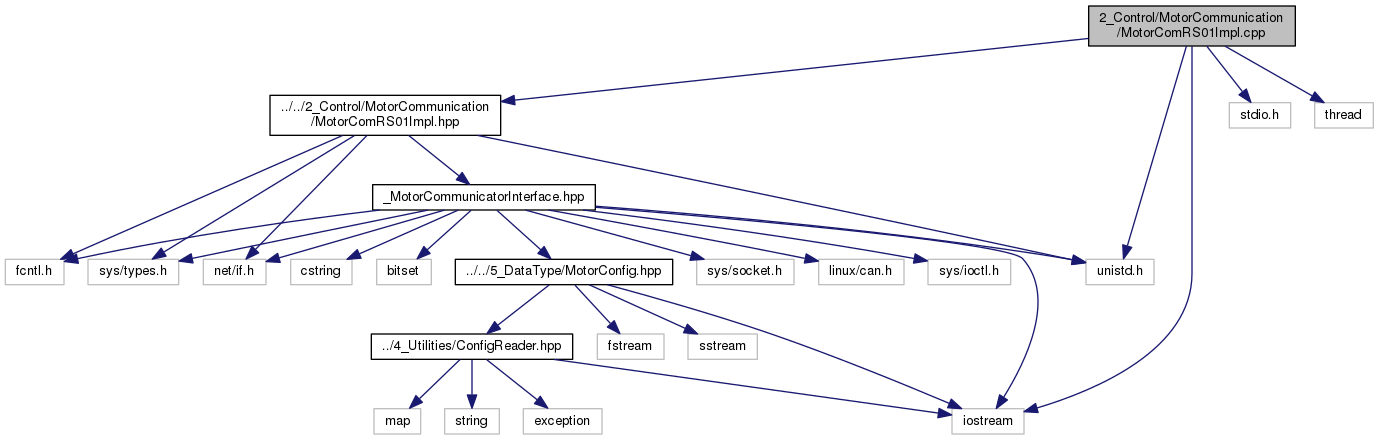 2_Control/MotorCommunication
/MotorComRS01Impl.cpp
../../2_Control/MotorCommunication
/MotorComRS01Impl.hpp
stdio.h
thread
_MotorCommunicatorInterface.hpp
fcntl.h
sys/types.h
net/if.h
cstring
bitset
../../5_DataType/MotorConfig.hpp
sys/socket.h
linux/can.h
sys/ioctl.h
unistd.h
../4_Utilities/ConfigReader.hpp
fstream
sstream
map
string
exception
iostream